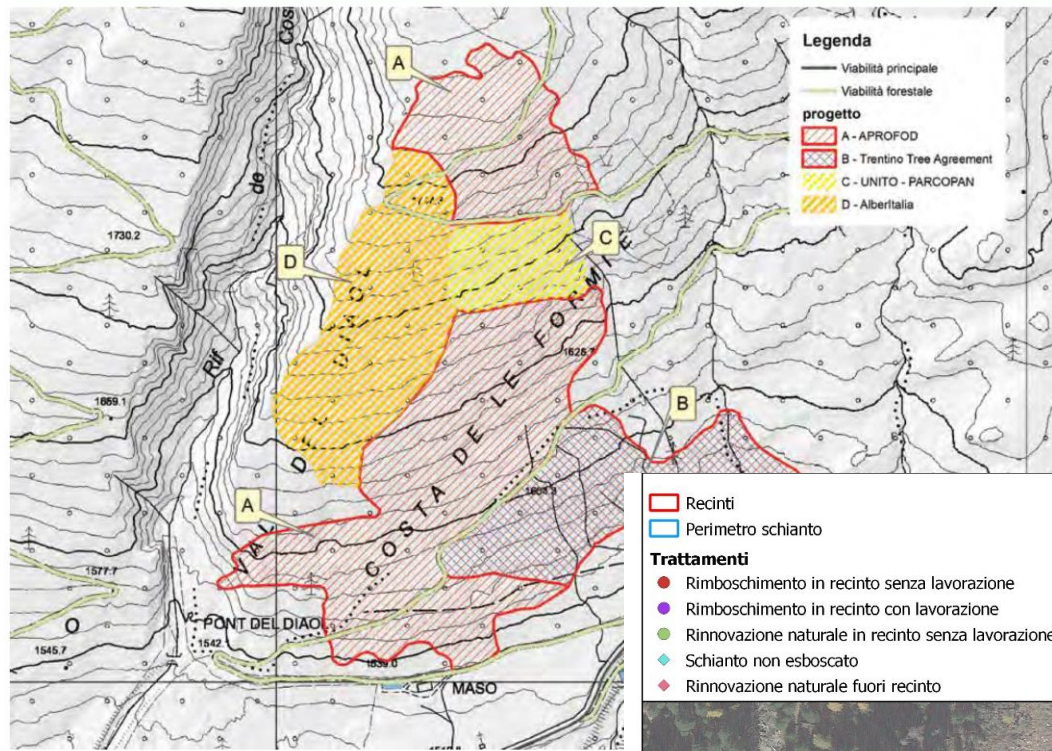 Legenda
Viabilità principale
Viabilità forestale
progetto
A - APROFOD
B - Trentino Tree Agreement
C - UNITO - PARCOPAN
D - AlberItalia
A
C
D
B
A
1730.2
1659.1
1577.7
1545.7
1542
1539.0
Rif
de
VAL
DEL DIAOL
COSTA DE LE FORMIE
O
PONT DEL DIAOL
MASO
Recinti
Perimetro schianto
Trattamenti
Rimboschimento in recinto senza lavorazione
Rimboschimento in recinto con lavorazione
Rinnovazione naturale in recinto senza lavorazione
Schianto non esboscato
Rinnovazione naturale fuori recinto